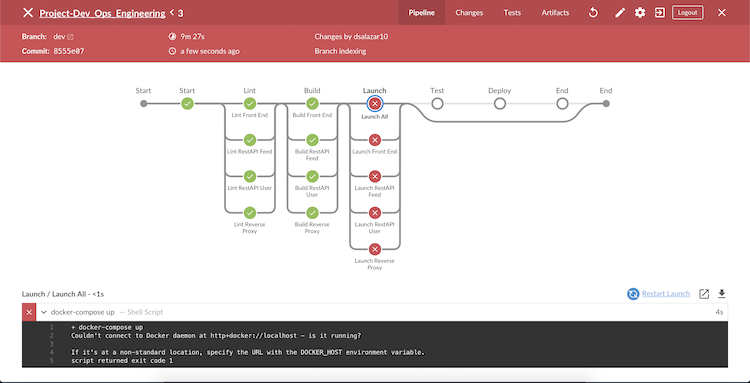 Project-Dev_Ops_Engineering < 3
Pipeline Changes Tests Artifacts Logout
Branch: dev 9m 27s Changes by dsalazar10
Commit: 8555e07 a few seconds ago Branch indexing
Start Start Lint Build Launch Test Deploy End End
Lint Front End Build Front End Launch All
Lint RestAPI Feed Build RestAPI Feed Launch Front End
Lint RestAPI User Build RestAPI User Launch RestAPI Feed
Lint Reverse Proxy Build Reverse Proxy Launch RestAPI User
Launch Reverse Proxy
Launch / Launch All - <1s Restart Launch
docker-compose up — Shell Script 4s
1 + docker-compose up
2 Couldn't connect to Docker daemon at http+docker://localhost - is it running?
3
4 If it's at a non-standard location, specify the URL with the DOCKER_HOST environment variable.
5 script returned exit code 1